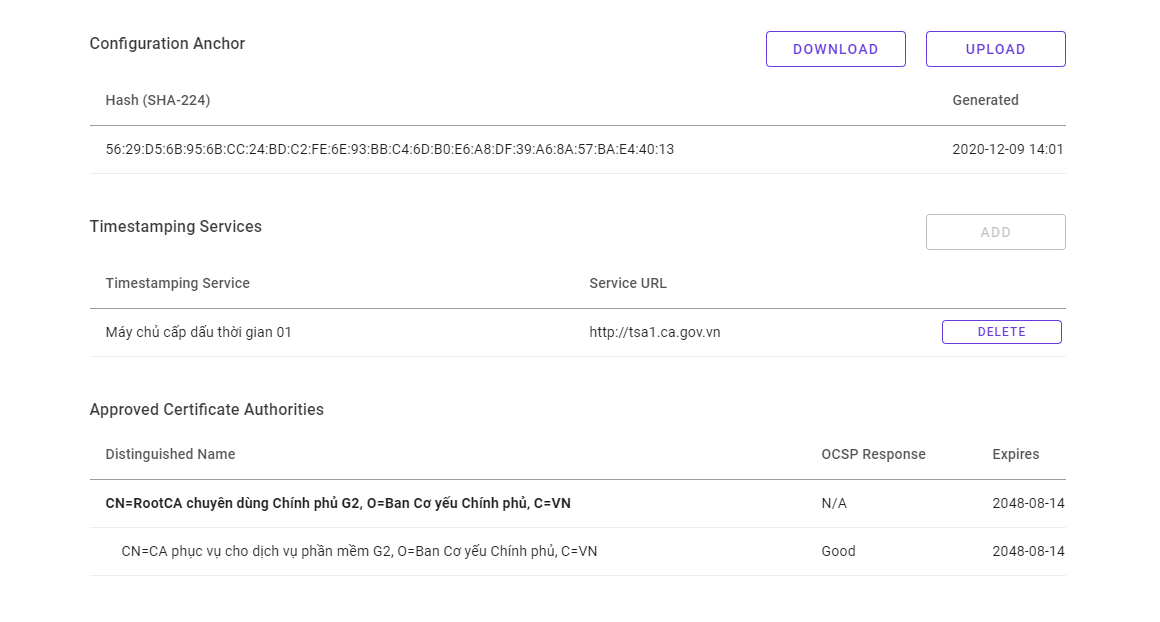 Configuration Anchor
DOWNLOAD
UPLOAD
Hash (SHA-224)
Generated
56:29:D5:6B:95:6B:CC:24:BD:C2:FE:6E:93:BB:C4:6D:B0:E6:A8:DF:39:A6:8A:57:BA:E4:40:13
2020-12-09 14:01
Timestamping Services
ADD
Timestamping Service
Service URL
Máy chủ cấp dấu thời gian 01
http://tsa1.ca.gov.vn
DELETE
Approved Certificate Authorities
Distinguished Name
OCSP Response
Expires
CN=RootCA chuyên dùng Chính phủ G2, O=Ban Cơ yếu Chính phủ, C=VN
N/A
2048-08-14
CN=CA phục vụ cho dịch vụ phần mềm G2, O=Ban Cơ yếu Chính phủ, C=VN
Good
2048-08-14